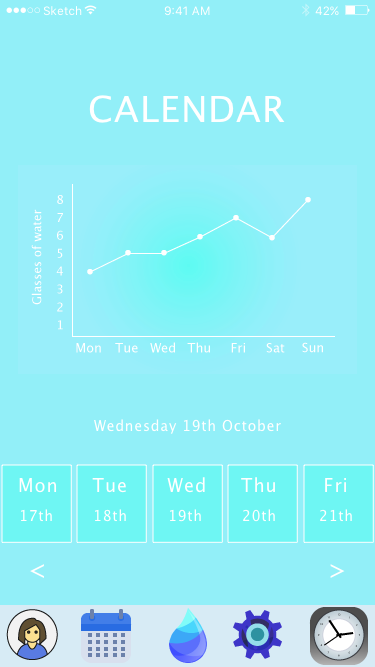 Sketch 9:41 AM 42%
CALENDAR
Glasses of water
8
7
6
5
4
3
2
1
Mon Tue Wed Thu Fri Sat Sun
Wednesday 19th October
Mon Tue Wed Thu Fri
17th 18th 19th 20th 21th
< >